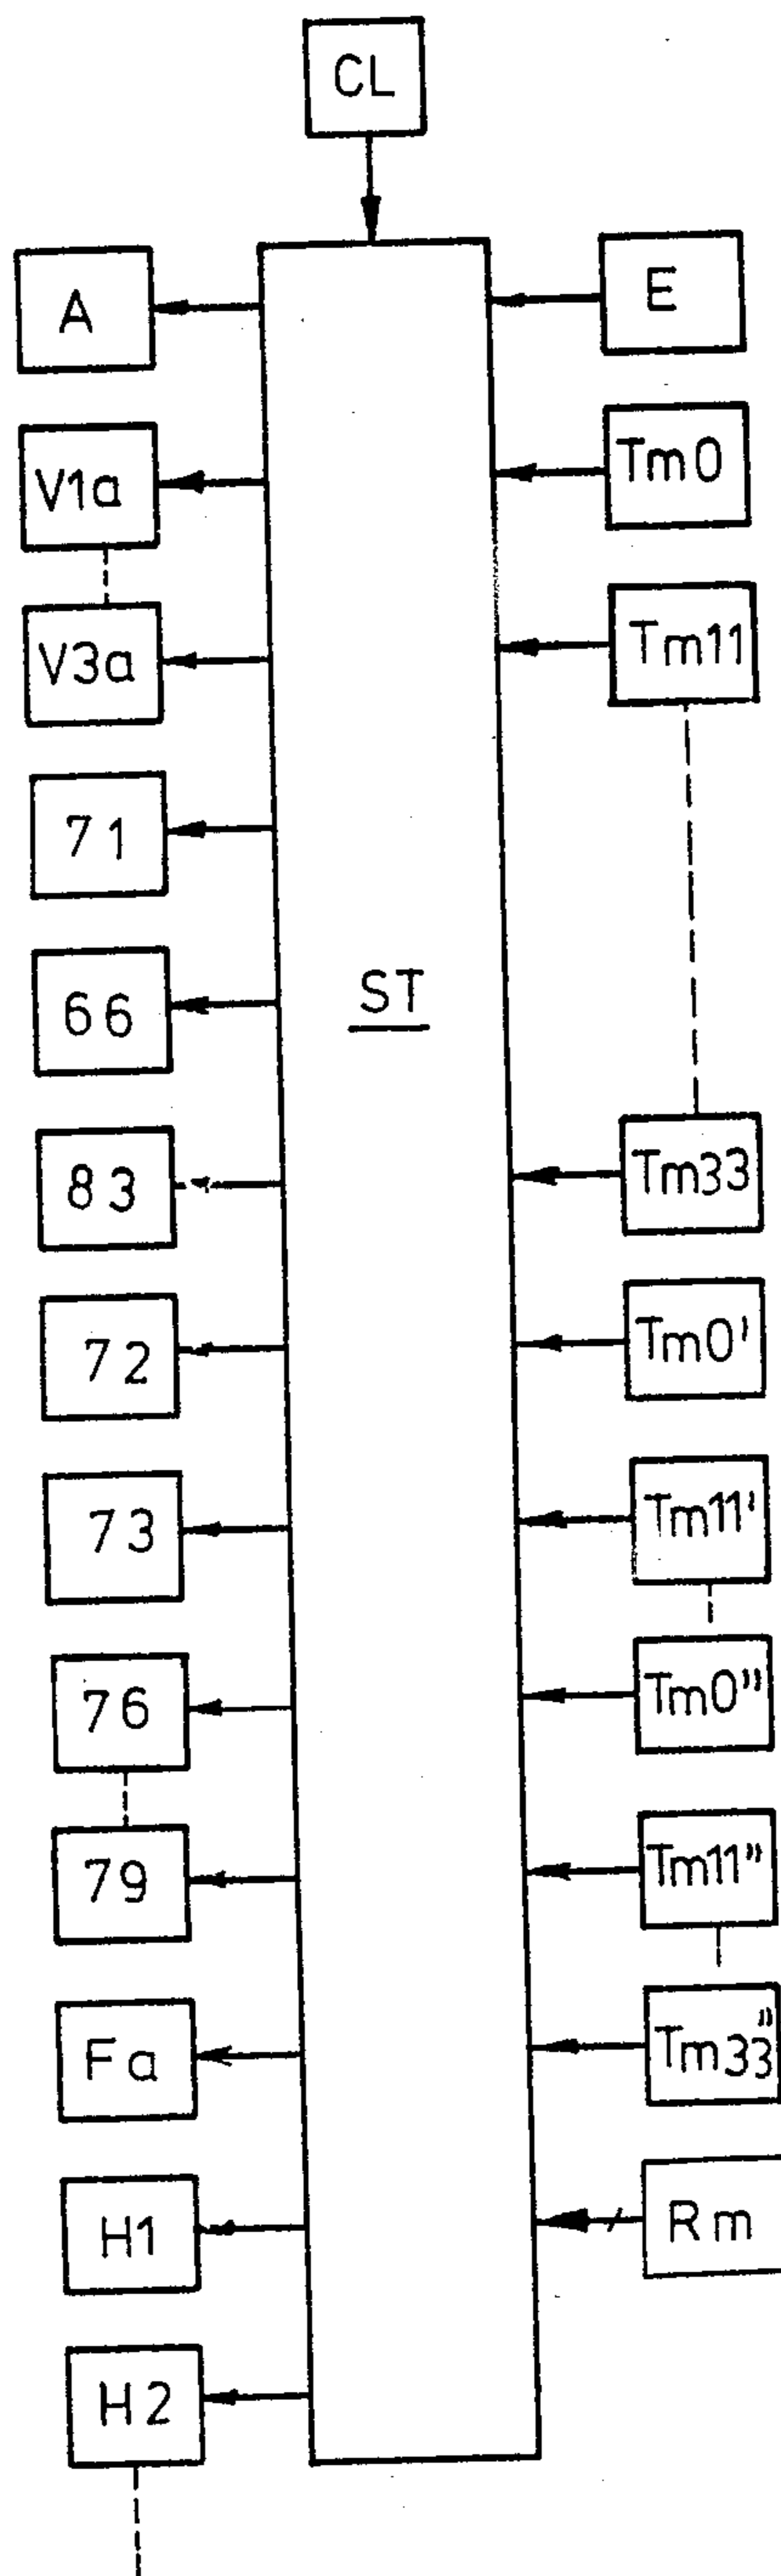 CL
A
E
V1a
Tm0
V3a
Tm11
71
66
ST
83
Tm33
72
Tm0'
73
Tm11'
76
Tm0"
79
Tm11"
Fa
Tm33"
H1
Rm
H2